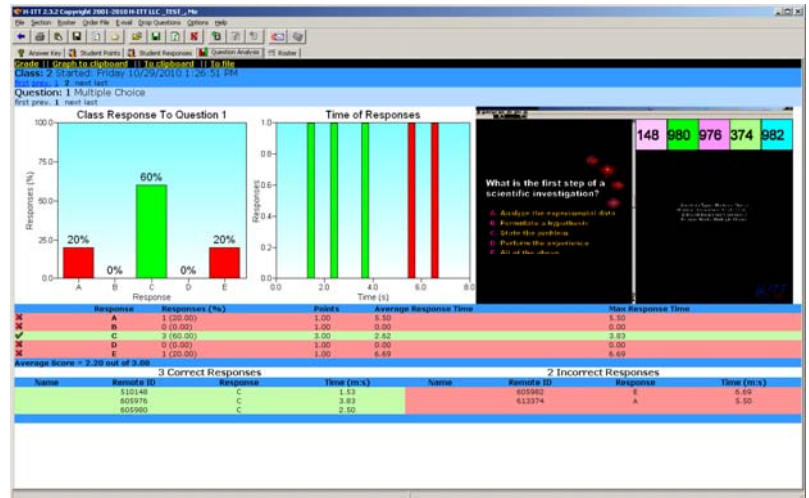 H-ITT 2.3.2 Copyright 2001-2010 H-ITT LLC _TEST_, Me
File Section Roster Order File E-mail Drop Questions Options Help
Answer Key Student Points Student Responses Question Analysis Roster
Grade || Graph to clipboard || To clipboard || To file
Class: 2 Started: Friday 10/29/2010 1:26:51 PM
first prev. 1 2 next last
Question: 1 Multiple Choice
first prev. 1 next last
Class Response To Question 1
100.0
75.0
50.0
25.0
0.0
Responses (%)
20% 0% 60% 0% 20%
A B C D E
Response
Time of Responses
1.0
0.8
0.6
0.4
0.2
0.0
Responses
0.0 2.0 4.0 6.0 8.0
Time (s)
148 980 976 374 982
What is the first step of a
scientific investigation?
A. Analyze the experimental data
B. Formulate a hypothesis
C. State the problem
D. Perform the experience
E. All of the above
Response Responses (%) Points Average Response Time Max Response Time
A 1 (20.00) 1.00 5.50 5.50
B 0 (0.00) 1.00 0.00 0.00
C 3 (60.00) 3.00 2.62 3.83
D 0 (0.00) 1.00 0.00 0.00
E 1 (20.00) 1.00 6.69 6.69
Average Score = 2.20 out of 3.00
3 Correct Responses
Name Remote ID Response Time (m:s)
510148 C 1.53
605976 C 3.83
605980 C 2.50
2 Incorrect Responses
Name Remote ID Response Time (m:s)
605982 E 6.69
613374 A 5.50